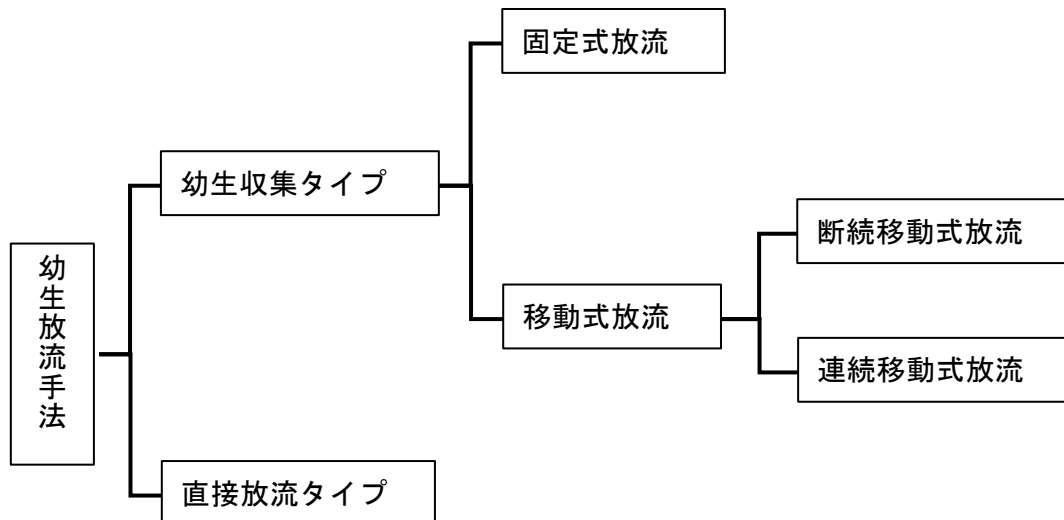 幼生放流手法
幼生収集タイプ
直接放流タイプ
固定式放流
移動式放流
断続移動式放流
連続移動式放流